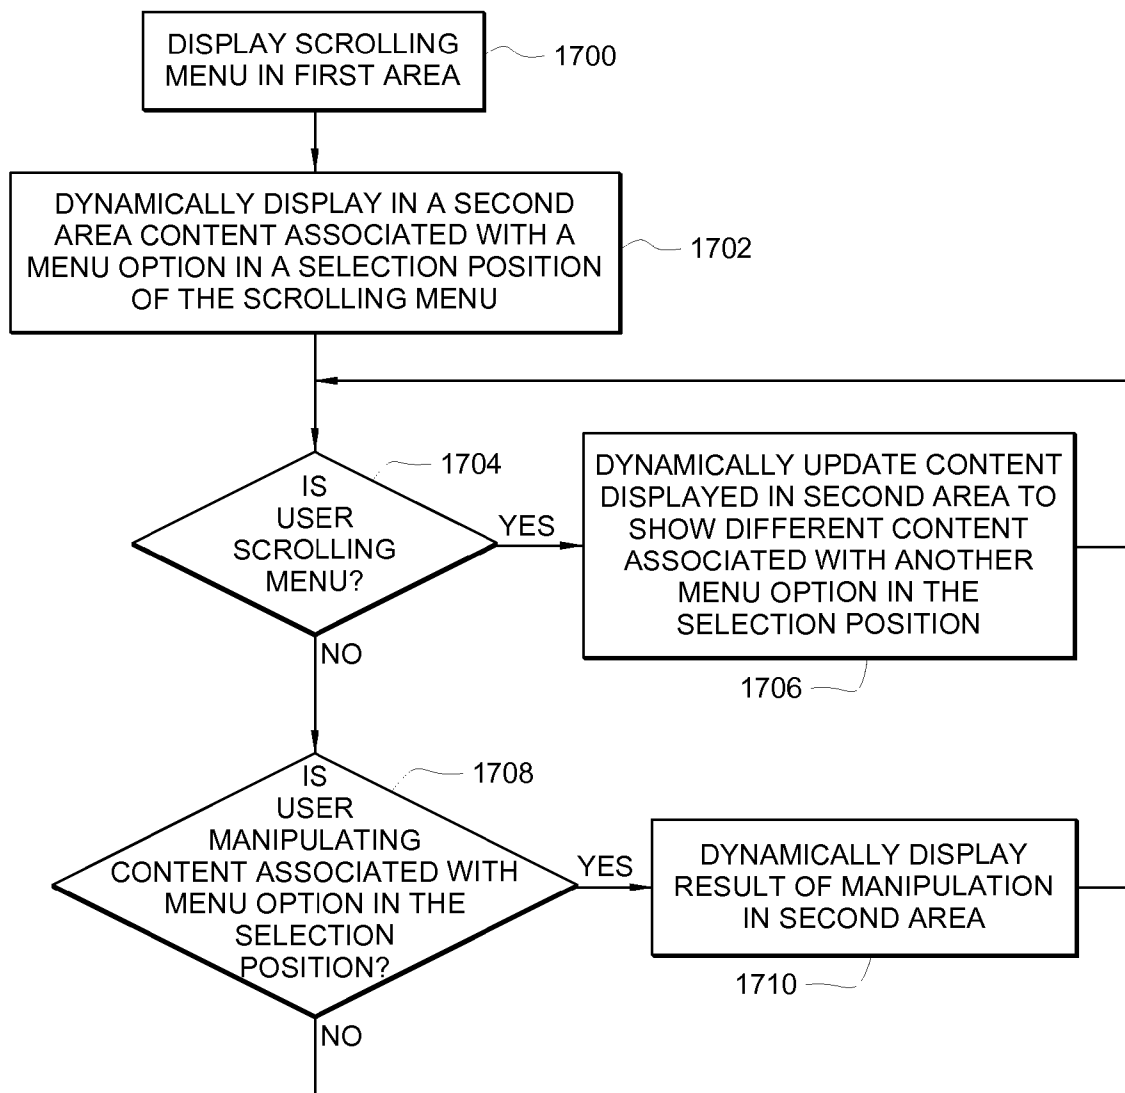 DISPLAY SCROLLING
MENU IN FIRST AREA
1700
DYNAMICALLY DISPLAY IN A SECOND
AREA CONTENT ASSOCIATED WITH A
MENU OPTION IN A SELECTION POSITION
OF THE SCROLLING MENU
1702
1704
IS
USER
SCROLLING
MENU?
YES
NO
DYNAMICALLY UPDATE CONTENT
DISPLAYED IN SECOND AREA TO
SHOW DIFFERENT CONTENT
ASSOCIATED WITH ANOTHER
MENU OPTION IN THE
SELECTION POSITION
1706
1708
IS
USER
MANIPULATING
CONTENT ASSOCIATED WITH
MENU OPTION IN THE
SELECTION
POSITION?
YES
NO
DYNAMICALLY DISPLAY
RESULT OF MANIPULATION
IN SECOND AREA
1710